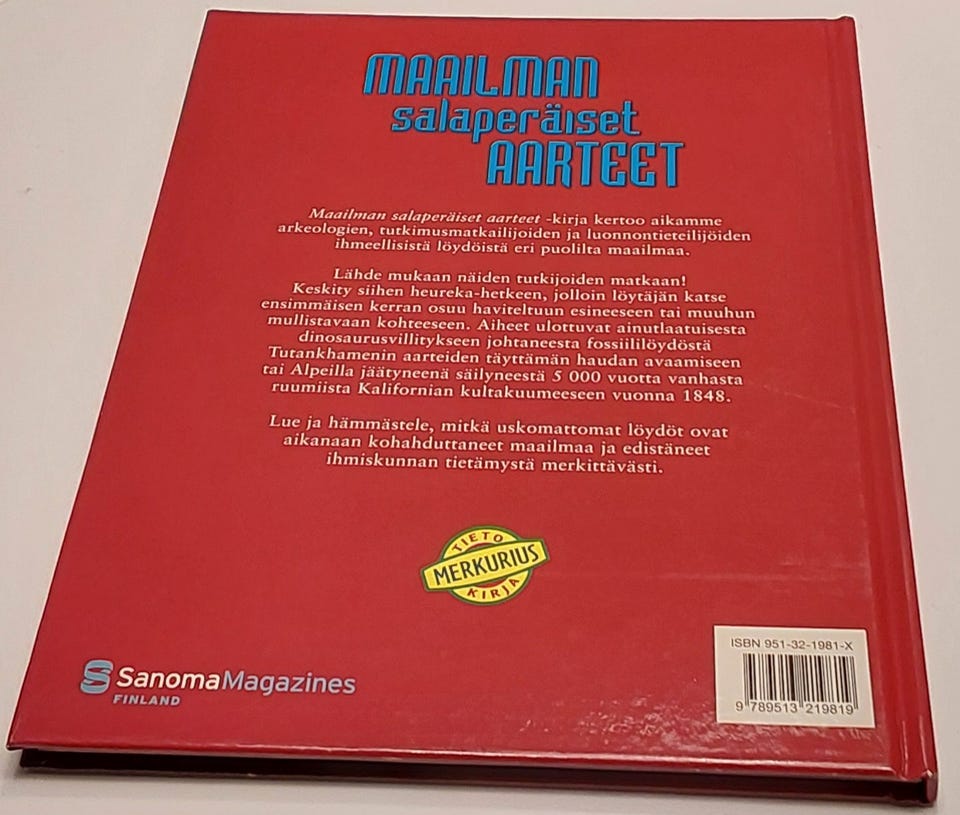 MAAILMAN
salaperäiset
AARTEET
Maailman salaperäiset aarteet -kirja kertoo aikamme
arkeologien, tutkimusmatkailijoiden ja luonnontieteilijöiden
ihmeellisistä löydöistä eri puolilta maailmaa.
Lähde mukaan näiden tutkijoiden matkaan!
Keskity siihen heureka-hetkeen, jolloin löytäjän katse
ensimmäisen kerran osuu haviteltuun esineeseen tai muuhun
mullistavaan kohteeseen. Aiheet ulottuvat ainutlaatuisesta
dinosaurusvillitykseen johtaneesta fossiililöydöstä
Tutankhamenin aarteiden täyttämän haudan avaamiseen
tai Alpeilla jäätyneenä säilyneestä 5 000 vuotta vanhasta
ruumiista Kalifornian kultakuumeeseen vuonna 1848.
Lue ja hämmästele, mitkä uskomattomat löydöt ovat
aikanaan kohahduttaneet maailmaa ja edistäneet
ihmiskunnan tietämystä merkittävästi.
TIETO
MERKURIUS
KIRJA
ISBN 951-32-1981-X
9 789513 219819
SanomaMagazines
FINLAND